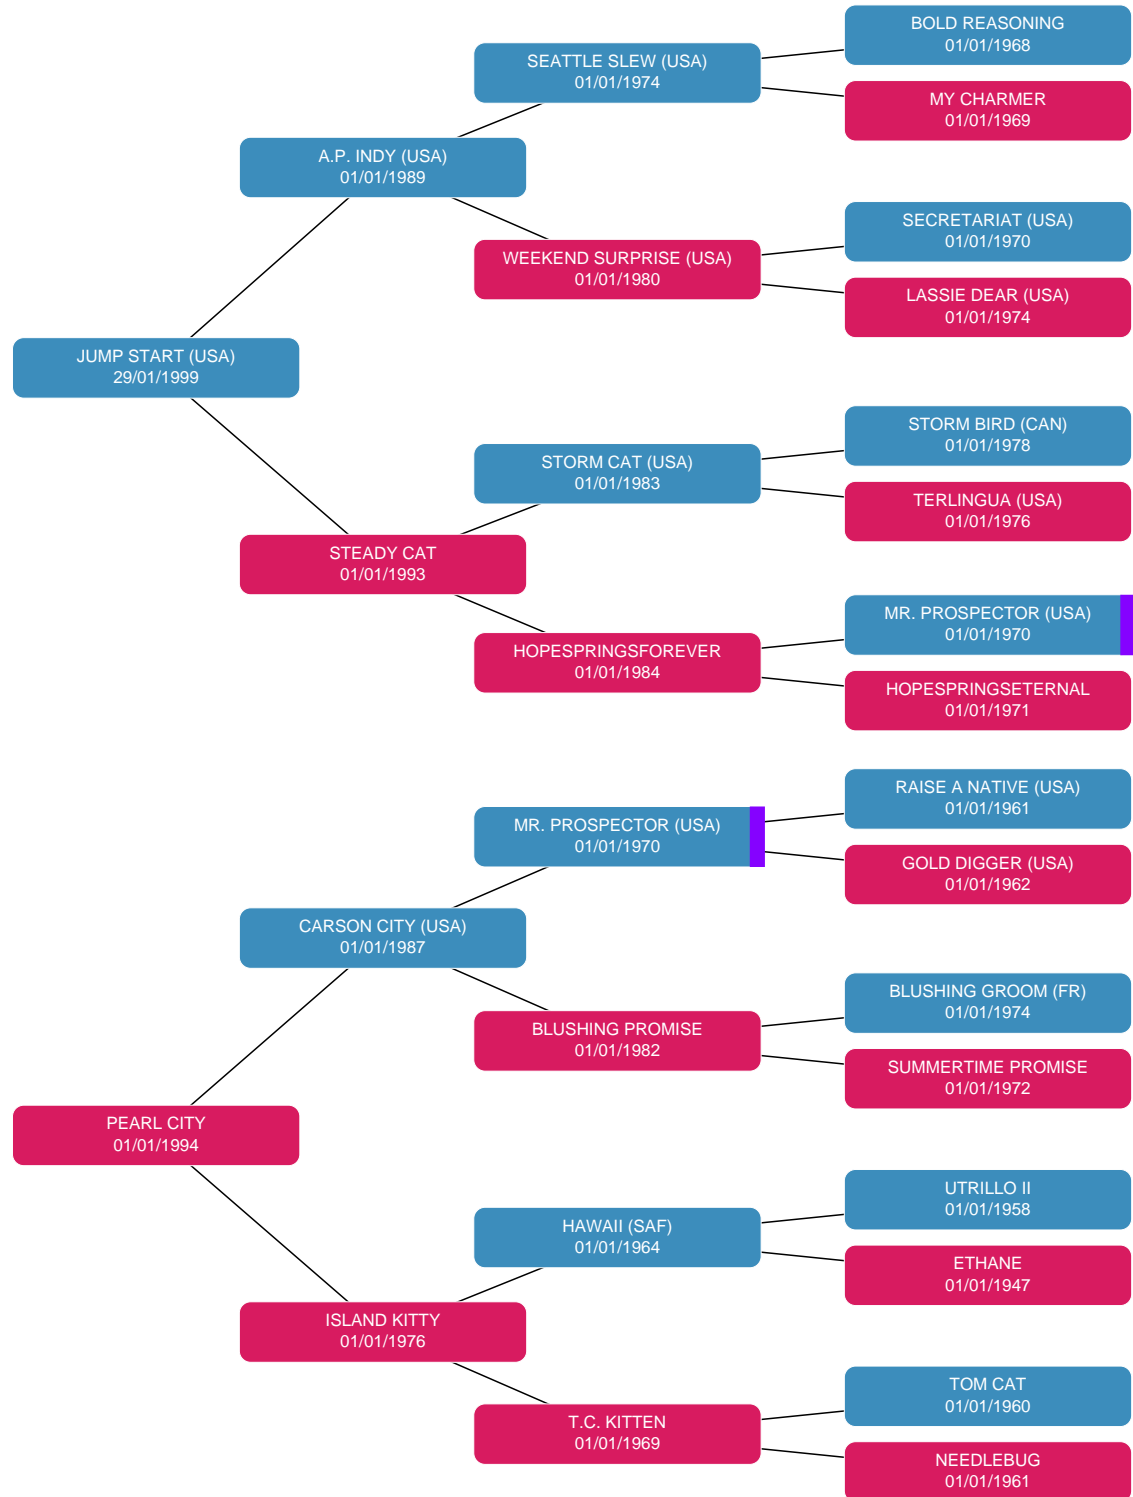 BOLD REASONING
01/01/1968
SEATTLE SLEW (USA)
01/01/1974
MY CHARMER
01/01/1969
A.P. INDY (USA)
01/01/1989
SECRETARIAT (USA)
01/01/1970
WEEKEND SURPRISE (USA)
01/01/1980
LASSIE DEAR (USA)
01/01/1974
JUMP START (USA)
29/01/1999
STORM BIRD (CAN)
01/01/1978
STORM CAT (USA)
01/01/1983
TERLINGUA (USA)
01/01/1976
STEADY CAT
01/01/1993
MR. PROSPECTOR (USA)
01/01/1970
HOPESPRINGSFOREVER
01/01/1984
HOPESPRINGSETERNAL
01/01/1971
RAISE A NATIVE (USA)
01/01/1961
MR. PROSPECTOR (USA)
01/01/1970
GOLD DIGGER (USA)
01/01/1962
CARSON CITY (USA)
01/01/1987
BLUSHING GROOM (FR)
01/01/1974
BLUSHING PROMISE
01/01/1982
SUMMERTIME PROMISE
01/01/1972
PEARL CITY
01/01/1994
UTRILLO II
01/01/1958
HAWAII (SAF)
01/01/1964
ETHANE
01/01/1947
ISLAND KITTY
01/01/1976
TOM CAT
01/01/1960
T.C. KITTEN
01/01/1969
NEEDLEBUG
01/01/1961